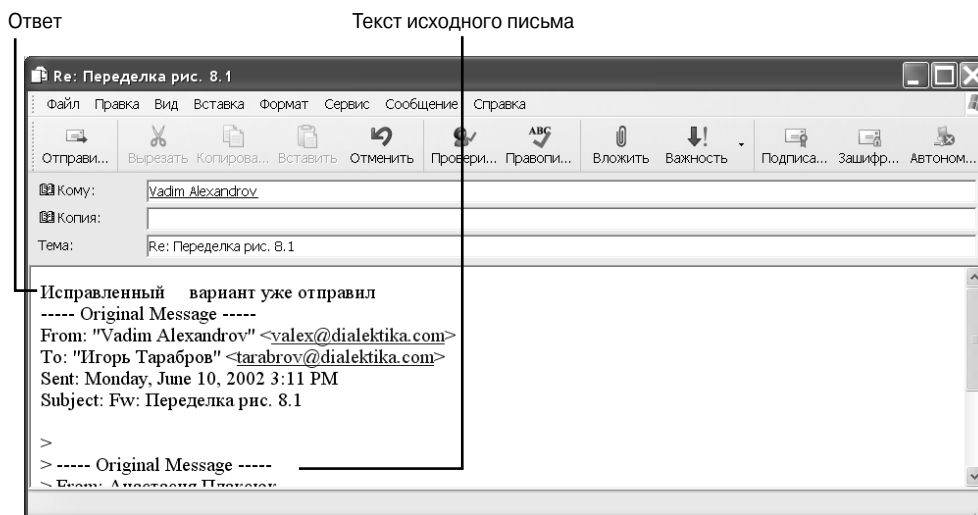 Ответ Текст исходного письма
Re: Переделка рис. 8.1
Файл Правка Вид Вставка Формат Сервис Сообщение Справка
Отправи... Вырезать Копирова... Вставить Отменить Провери... Правопи... Вложить Важность Подписа... Зашифр... Автоном...
Кому: Vadim Alexandrov
Копия:
Тема: Re: Переделка рис. 8.1
Исправленный вариант уже отправил
----- Original Message -----
From: "Vadim Alexandrov" <valex@dialektika.com>
To: "Игорь Тарабров" <tarabrov@dialektika.com>
Sent: Monday, June 10, 2002 3:11 PM
Subject: Fw: Переделка рис. 8.1
>
> ----- Original Message -----
> From: Анастасия